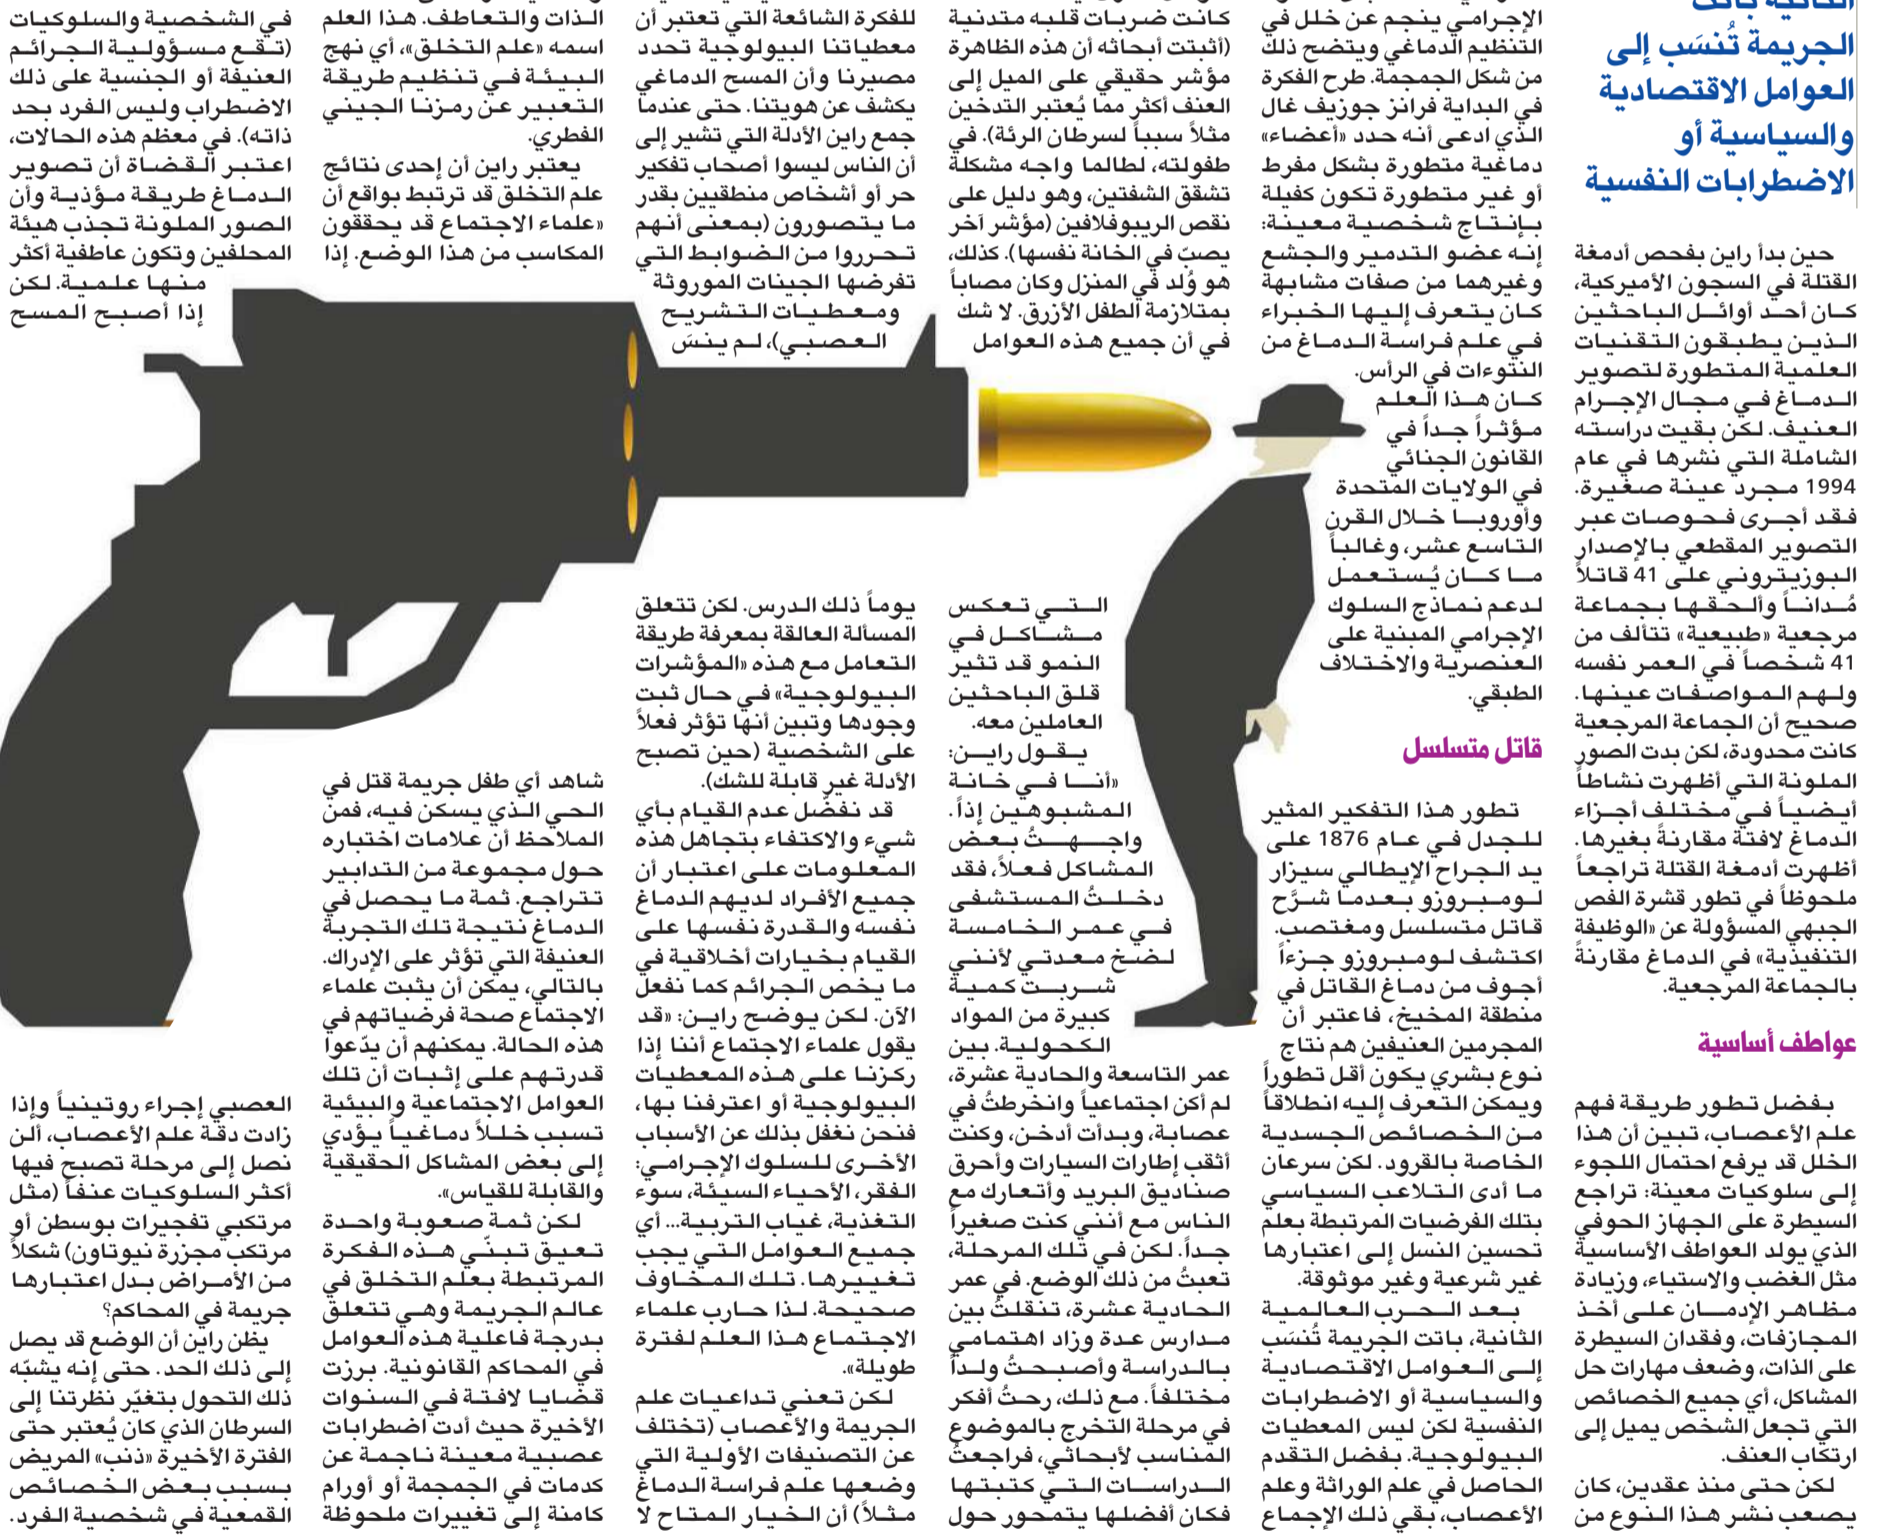 الثانية باتت
الجريمة تُنسَب إلى
العوامل الاقتصادية
والسياسية أو
الاضطرابات النفسية
حين بدأ راين بفحص أدمغة
القتلة في السجون الأميركية،
كان أحد أوائل الباحثين
الذين يطبقون التقنيات
العلمية المتطورة لتصوير
الدماغ في مجال الإجرام
العنيف. لكن بقيت دراسته
الشاملة التي نشرها في عام
1994 مجرد عينة صغيرة.
فقد أجرى فحوصات عبر
التصوير المقطعي بالإصدار
البوزيتروني على 41 قاتلاً
مُداناً وألحقها بجماعة
مرجعية «طبيعية» تتألف من
41 شخصاً في العمر نفسه
ولهم المواصفات عينها.
صحيح أن الجماعة المرجعية
كانت محدودة، لكن بدت الصور
الملونة التي أظهرت نشاطاً
أيضياً في مختلف أجزاء
الدماغ لافتة مقارنةً بغيرها.
أظهرت أدمغة القتلة تراجعاً
ملحوظاً في تطور قشرة الفص
الجبهي المسؤولة عن «الوظيفة
التنفيذية» في الدماغ مقارنةً
بالجماعة المرجعية.
عواطف أساسية
بفضل تطور طريقة فهم
علم الأعصاب، تبين أن هذا
الخلل قد يرفع احتمال اللجوء
إلى سلوكيات معينة: تراجع
السيطرة على الجهاز الحوفي
الذي يولد العواطف الأساسية
مثل الغضب والاستياء، وزيادة
مظاهر الإدمان على أخذ
المجازفات، وفقدان السيطرة
على الذات، وضعف مهارات حل
المشاكل، أي جميع الخصائص
التي تجعل الشخص يميل إلى
ارتكاب العنف.
لكن حتى منذ عقدين، كان
يصعب نشر هذا النوع من
الإجرامي ينجم عن خلل في
التنظيم الدماغي ويتضح ذلك
من شكل الجمجمة. طرح الفكرة
في البداية فرانز جوزيف غال
الذي ادعى أنه حدد «أعضاء»
دماغية متطورة بشكل مفرط
أو غير متطورة تكون كفيلة
بإنتاج شخصية معينة:
إنه عضو التدمير والجشع
وغيرهما من صفات مشابهة
كان يتعرف إليها الخبراء
في علم فراسة الدماغ من
النتوءات في الرأس.
كان هذا العلم
مؤثراً جداً في
القانون الجنائي
في الولايات المتحدة
وأوروبا خلال القرن
التاسع عشر، وغالباً
ما كان يُستعمل
لدعم نماذج السلوك
الإجرامي المبنية على
العنصرية والاختلاف
الطبقي.
قاتل متسلسل
تطور هذا التفكير المثير
للجدل في عام 1876 على
يد الجراح الإيطالي سيزار
لومبروزو بعدما شرَّح
قاتل متسلسل ومغتصب.
اكتشف لومبروزو جزءاً
أجوف من دماغ القاتل في
منطقة المخيخ، فاعتبر أن
المجرمين العنيفين هم نتاج
نوع بشري يكون أقل تطوراً
ويمكن التعرف إليه انطلاقاً
من الخصائص الجسدية
الخاصة بالقرود. لكن سرعان
ما أدى التلاعب السياسي
بتلك الفرضيات المرتبطة بعلم
تحسين النسل إلى اعتبارها
غير شرعية وغير موثوقة.
بعد الحرب العالمية
الثانية، باتت الجريمة تُنسَب
إلى العوامل الاقتصادية
والسياسية أو الاضطرابات
النفسية لكن ليس المعطيات
البيولوجية. بفضل التقدم
الحاصل في علم الوراثة وعلم
الأعصاب، بقي ذلك الإجماع
كانت ضربات قلبه متدنية
(أثبتت أبحاثه أن هذه الظاهرة
مؤشر حقيقي على الميل إلى
العنف أكثر مما يُعتبر التدخين
مثلاً سبباً لسرطان الرئة). في
طفولته، لطالما واجه مشكلة
تشقق الشفتين، وهو دليل على
نقص الريبوفلافين (مؤشر آخر
يصبّ في الخانة نفسها). كذلك،
هو وُلد في المنزل وكان مصاباً
بمتلازمة الطفل الأزرق. لا شك
في أن جميع هذه العوامل
التي تعكس
مشاكل في
النمو قد تثير
قلق الباحثين
العاملين معه.
يقول راين:
«أنا في خانة
المشبوهين إذاً.
واجهتُ بعض
المشاكل فعلاً، فقد
دخلتُ المستشفى
في عمر الخامسة
لضخ معدتي لأنني
شربت كمية
كبيرة من المواد
الكحولية. بين
عمر التاسعة والحادية عشرة،
لم أكن اجتماعياً وانخرطتُ في
عصابة، وبدأت أدخن، وكنت
أثقب إطارات السيارات وأحرق
صناديق البريد وأتعارك مع
الناس مع أنني كنت صغيراً
جداً. لكن في تلك المرحلة،
تعبتُ من ذلك الوضع. في عمر
الحادية عشرة، تنقلتُ بين
مدارس عدة وزاد اهتمامي
بالدراسة وأصبحتُ ولداً
مختلفاً. مع ذلك، رحتُ أفكر
في مرحلة التخرج بالموضوع
المناسب لأبحاثي، فراجعتُ
الدراسات التي كتبتها
فكان أفضلها يتمحور حول
للفكرة الشائعة التي تعتبر أن
معطياتنا البيولوجية تحدد
مصيرنا وأن المسح الدماغي
يكشف عن هويتنا. حتى عندما
جمع راين الأدلة التي تشير إلى
أن الناس ليسوا أصحاب تفكير
حر أو أشخاص منطقيين بقدر
ما يتصورون (بمعنى أنهم
تحرروا من الضوابط التي
تفرضها الجينات الموروثة
ومعطيات التشريح
العصبي)، لم ينسَ
يوماً ذلك الدرس. لكن تتعلق
المسألة العالقة بمعرفة طريقة
التعامل مع هذه «المؤشرات
البيولوجية» في حال ثبت
وجودها وتبين أنها تؤثر فعلاً
على الشخصية (حين تصبح
الأدلة غير قابلة للشك).
قد نفضّل عدم القيام بأي
شيء والاكتفاء بتجاهل هذه
المعلومات على اعتبار أن
جميع الأفراد لديهم الدماغ
نفسه والقدرة نفسها على
القيام بخيارات أخلاقية في
ما يخص الجرائم كما نفعل
الآن. لكن يوضح راين: «قد
يقول علماء الاجتماع أننا إذا
ركزنا على هذه المعطيات
البيولوجية أو اعترفنا بها،
فنحن نغفل بذلك عن الأسباب
الأخرى للسلوك الإجرامي:
الفقر، الأحياء السيئة، سوء
التغذية، غياب التربية... أي
جميع العوامل التي يجب
تغييرها. تلك المخاوف
صحيحة. لذا حارب علماء
الاجتماع هذا العلم لفترة
طويلة».
لكن تعني تداعيات علم
الجريمة والأعصاب (تختلف
عن التصنيفات الأولية التي
وضعها علم فراسة الدماغ
مثلاً) أن الخيار المتاح لا
الذات والتعاطف. هذا العلم
اسمه «علم التخلق»، أي نهج
البيئة في تنظيم طريقة
التعبير عن رمزنا الجيني
الفطري.
يعتبر راين أن إحدى نتائج
علم التخلق قد ترتبط بواقع أن
«علماء الاجتماع قد يحققون
المكاسب من هذا الوضع. إذا
شاهد أي طفل جريمة قتل في
الحي الذي يسكن فيه، فمن
الملاحظ أن علامات اختباره
حول مجموعة من التدابير
تتراجع. ثمة ما يحصل في
الدماغ نتيجة تلك التجربة
العنيفة التي تؤثر على الإدراك.
بالتالي، يمكن أن يثبت علماء
الاجتماع صحة فرضياتهم في
هذه الحالة. يمكنهم أن يدّعوا
قدرتهم على إثبات أن تلك
العوامل الاجتماعية والبيئية
تسبب خللاً دماغياً يؤدي
إلى بعض المشاكل الحقيقية
والقابلة للقياس».
لكن ثمة صعوبة واحدة
تعيق تبنّي هذه الفكرة
المرتبطة بعلم التخلق في
عالم الجريمة وهي تتعلق
بدرجة فاعلية هذه العوامل
في المحاكم القانونية. برزت
قضايا لافتة في السنوات
الأخيرة حيث أدت اضطرابات
عصبية معينة ناجمة عن
كدمات في الجمجمة أو أورام
كامنة إلى تغييرات ملحوظة
في الشخصية والسلوكيات
(تقع مسؤولية الجرائم
العنيفة أو الجنسية على ذلك
الاضطراب وليس الفرد بحد
ذاته). في معظم هذه الحالات،
اعتبر القضاة أن تصوير
الدماغ طريقة مؤذية وأن
الصور الملونة تجذب هيئة
المحلفين وتكون عاطفية أكثر
منها علمية. لكن
إذا أصبح المسح
العصبي إجراء روتينياً وإذا
زادت دقة علم الأعصاب، ألن
نصل إلى مرحلة تصبح فيها
أكثر السلوكيات عنفاً (مثل
مرتكبي تفجيرات بوسطن أو
مرتكب مجزرة نيوتاون) شكلاً
من الأمراض بدل اعتبارها
جريمة في المحاكم؟
يظن راين أن الوضع قد يصل
إلى ذلك الحد. حتى إنه يشبّه
ذلك التحول بتغيّر نظرتنا إلى
السرطان الذي كان يُعتبر حتى
الفترة الأخيرة «ذنب» المريض
بسبب بعض الخصائص
القمعية في شخصية الفرد.